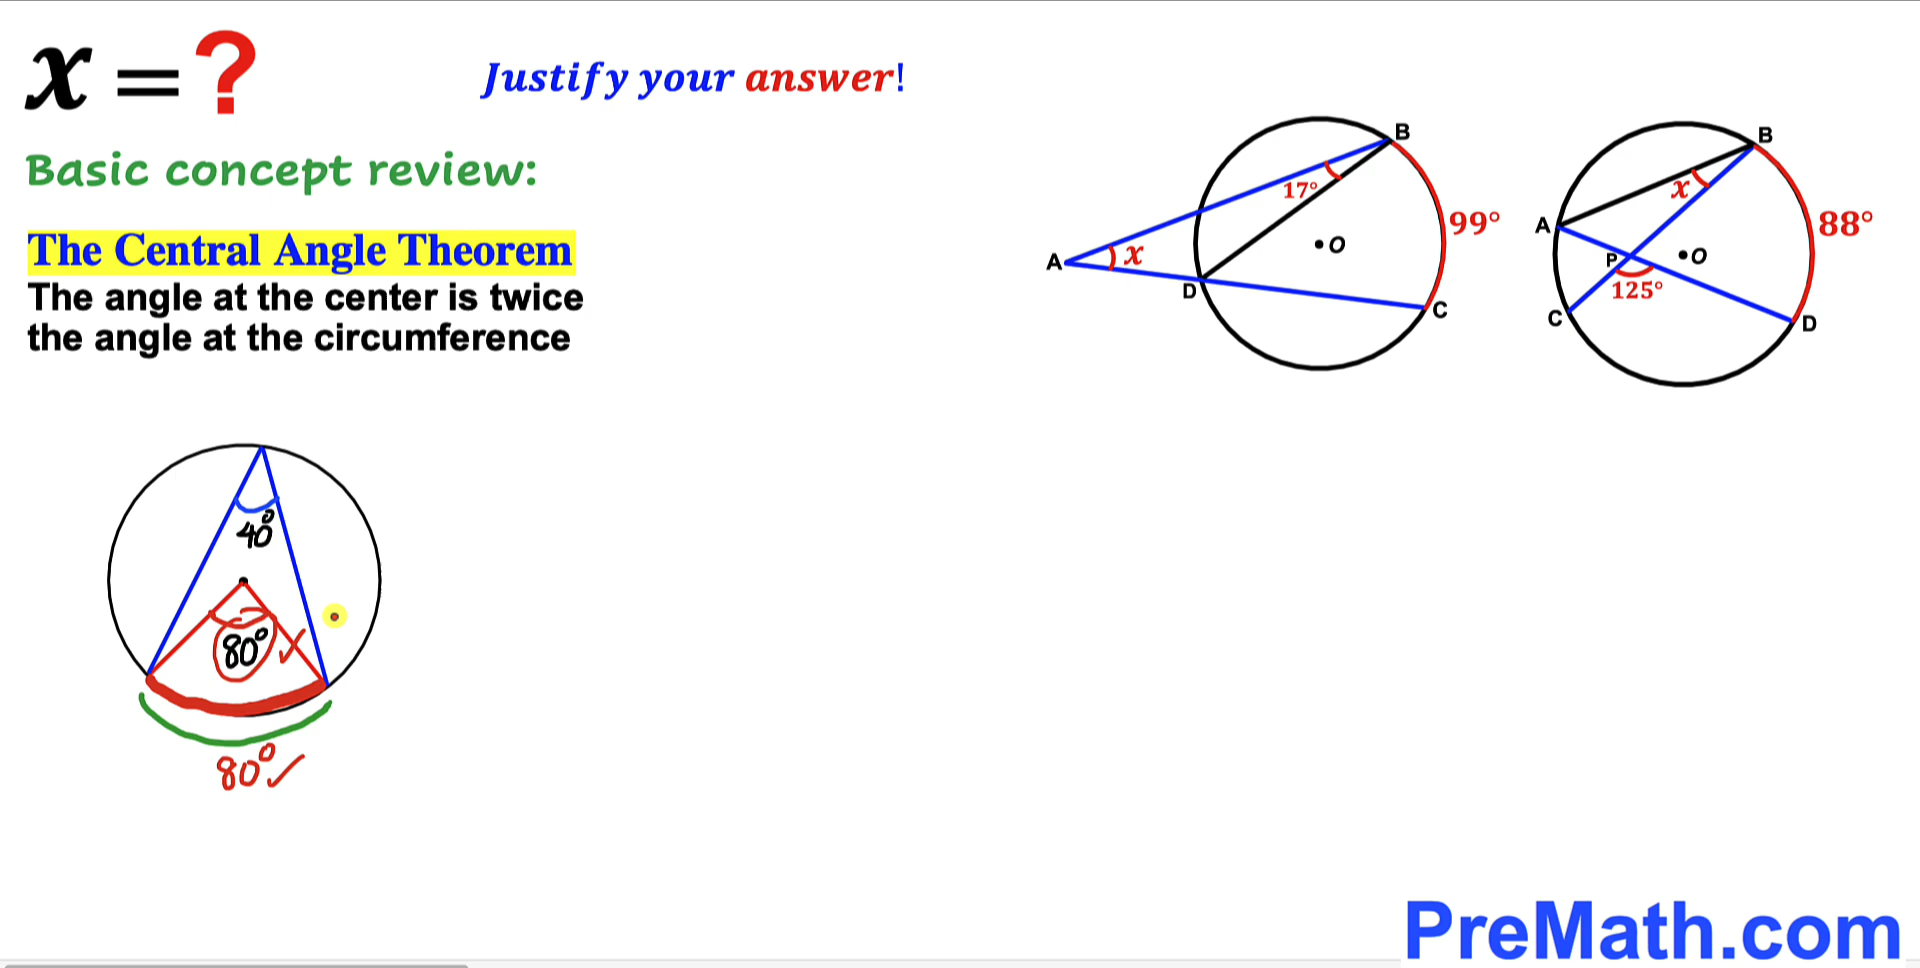 x = ?
Justify your answer!
Basic concept review:
The Central Angle Theorem
The angle at the center is twice
the angle at the circumference
40°
80°
80°
A
x
17°
B
99°
O
D
C
A
B
x
88°
P
O
125°
C
D
PreMath.com